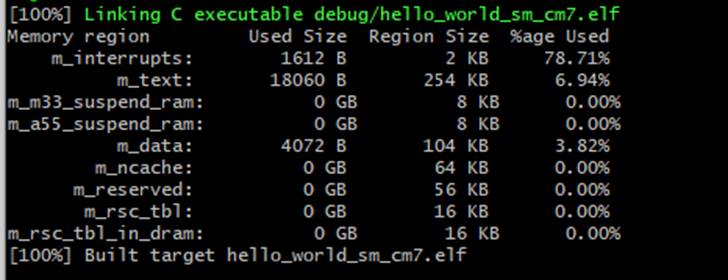 [100%] Linking C executable debug/hello_world_sm_cm7.elf
Memory region         Used Size  Region Size  %age Used
    m_interrupts:        1612 B         2 KB     78.71%
          m_text:       18060 B       254 KB      6.94%
m_m33_suspend_ram:          0 GB         8 KB      0.00%
m_a55_suspend_ram:          0 GB         8 KB      0.00%
          m_data:        4072 B       104 KB      3.82%
        m_ncache:          0 GB        64 KB      0.00%
      m_reserved:          0 GB        56 KB      0.00%
       m_rsc_tbl:          0 GB        16 KB      0.00%
m_rsc_tbl_in_dram:          0 GB        16 KB      0.00%
[100%] Built target hello_world_sm_cm7.elf